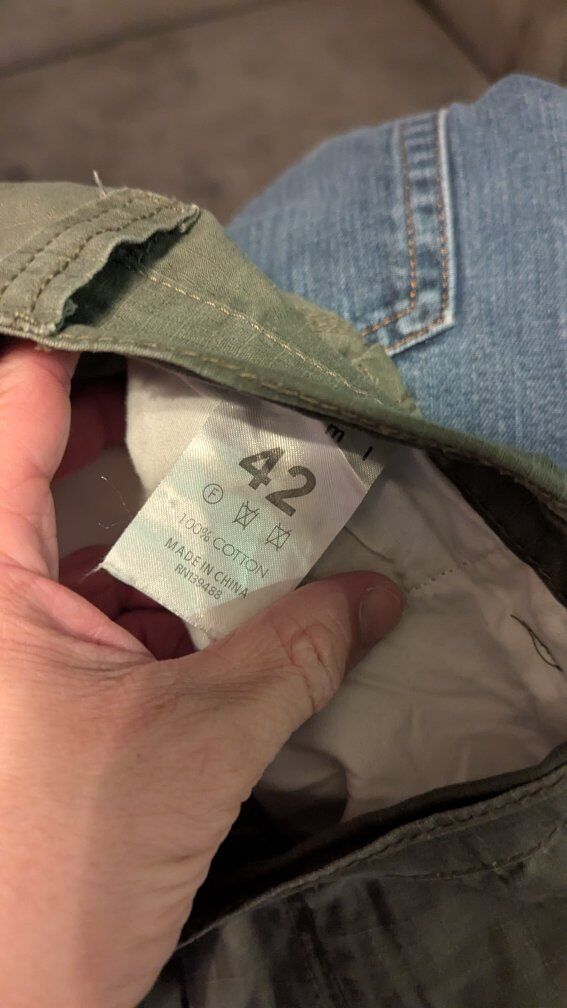 42
F
100% COTTON
MADE IN CHINA
RN139488